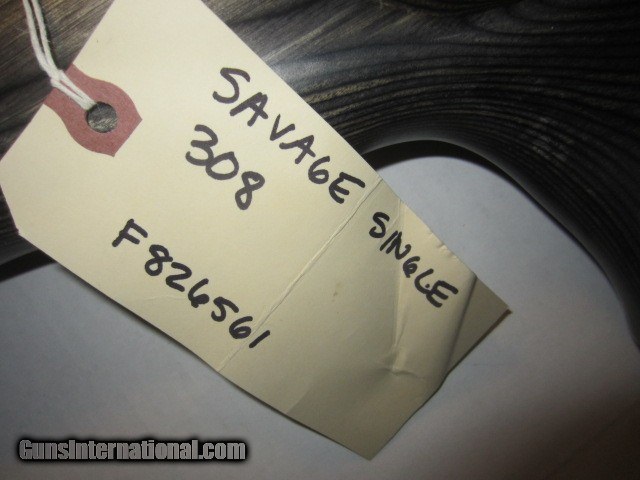 SAVAGE SINGLE
308
F826561
GunsInternational.com